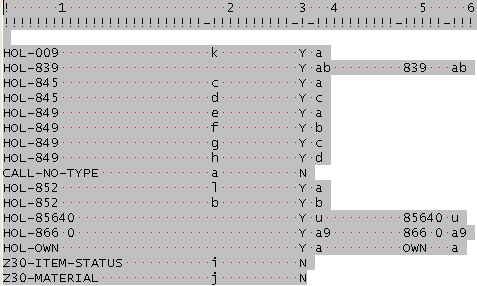 ! 1 2 3 4 5 6
!!!!!!!!!!!!!!!!!!!!!!!!!!!!!!!!!!!!!!!!-!-!!!!!!!!!!!!!!!!-!-!!!!!-!!!!!!!!!!!!!!!!!!-!!!!!!
HOL-009 k Y a
HOL-839 Y ab 839 ab
HOL-845 c Y a
HOL-845 d Y c
HOL-849 e Y a
HOL-849 f Y b
HOL-849 g Y c
HOL-849 h Y d
CALL-NO-TYPE a N
HOL-852 l Y a
HOL-852 b Y b
HOL-85640 Y u 85640 u
HOL-866 0 Y a9 866 0 a9
HOL-OWN Y a OWN a
Z30-ITEM-STATUS i N
Z30-MATERIAL j N